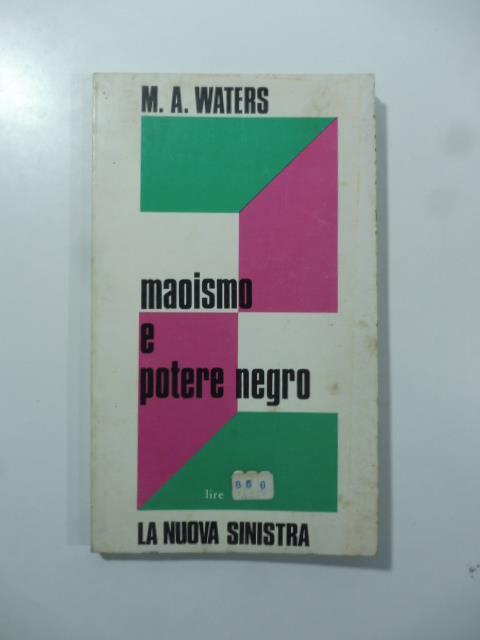 M. A. WATERS
maoismo
e
potere negro
lire
LA NUOVA SINISTRA